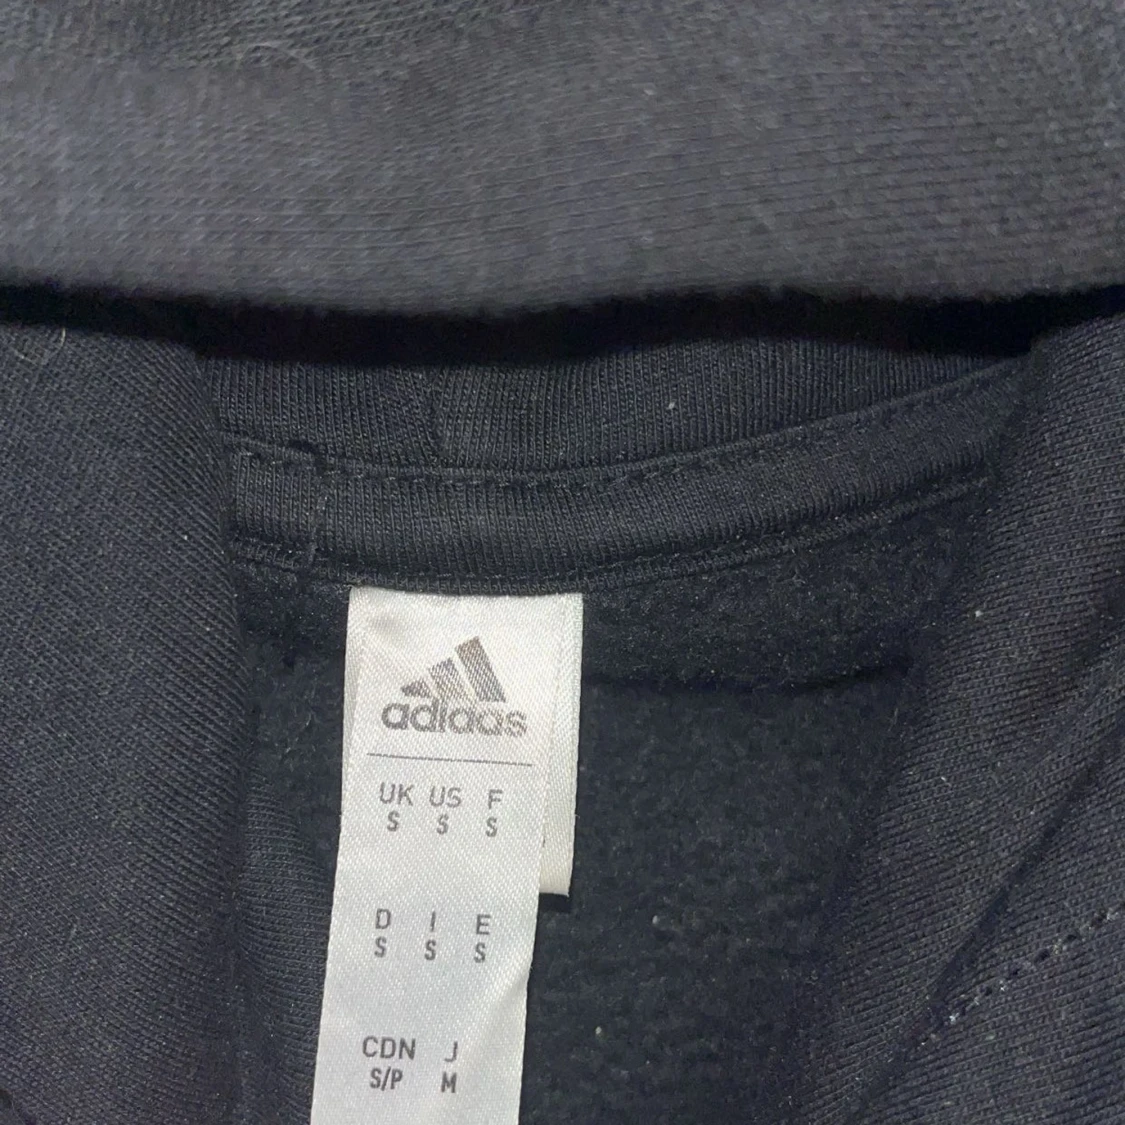 adidas
UK US F
S S S
D I E
S S S
CDN J
S/P M